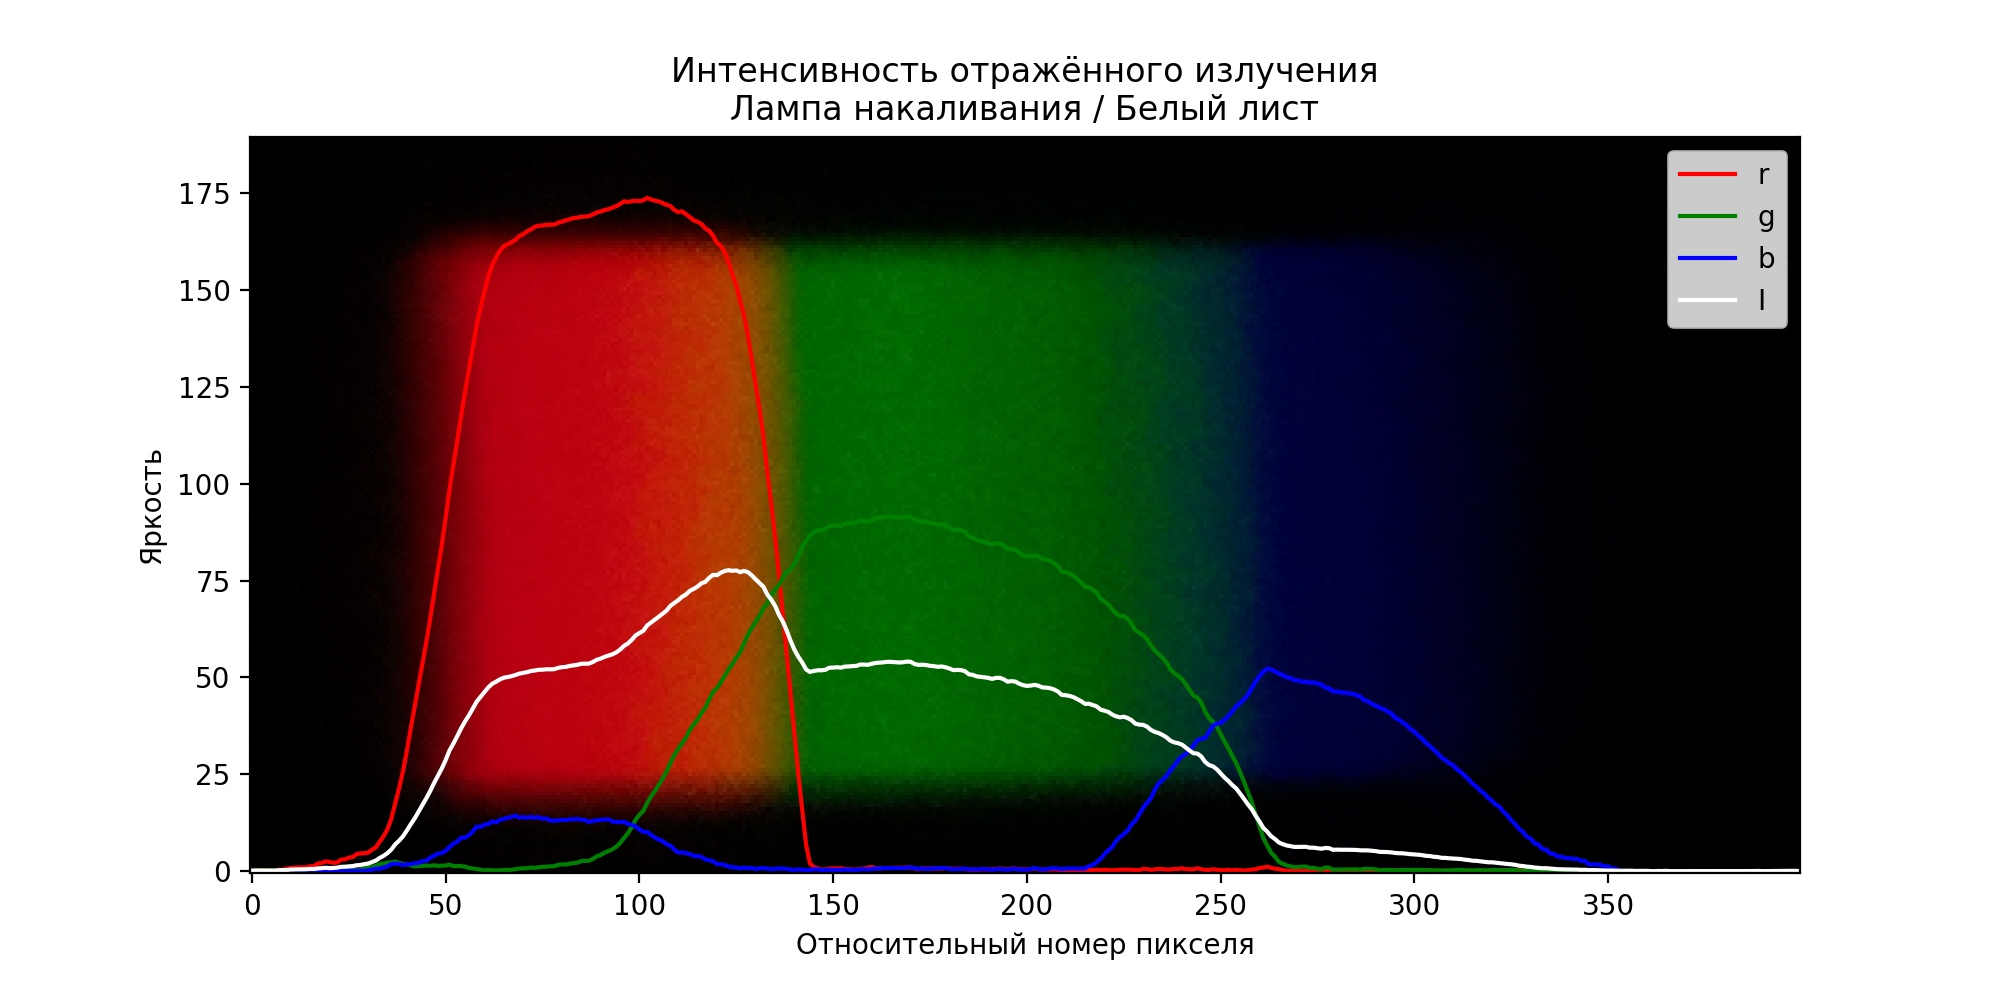 Интенсивность отражённого излучения
Лампа накаливания / Белый лист
r
g
b
l
Яркость
175
150
125
100
75
50
25
0
0 50 100 150 200 250 300 350
Относительный номер пикселя